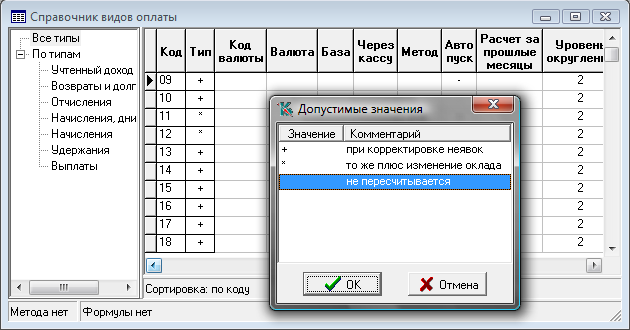 Справочник видов оплаты
Все типы
По типам
Учтенный доход
Возвраты и долг
Отчисления
Начисления, дни
Начисления
Удержания
Выплаты
Код Тип Код валюты Валюта База Через кассу Метод Авто пуск Расчет за прошлые месяцы Уровень округлени
09 + - 2
10 + 2
11 * 2
12 * 2
13 + 2
14 + 2
15 + 2
16 + 2
17 + 2
18 + 2
Сортировка: по коду
Метода нет Формулы нет
Допустимые значения
Значение Комментарий
+ при корректировке неявок
* то же плюс изменение оклада
не пересчитывается
OK Отмена